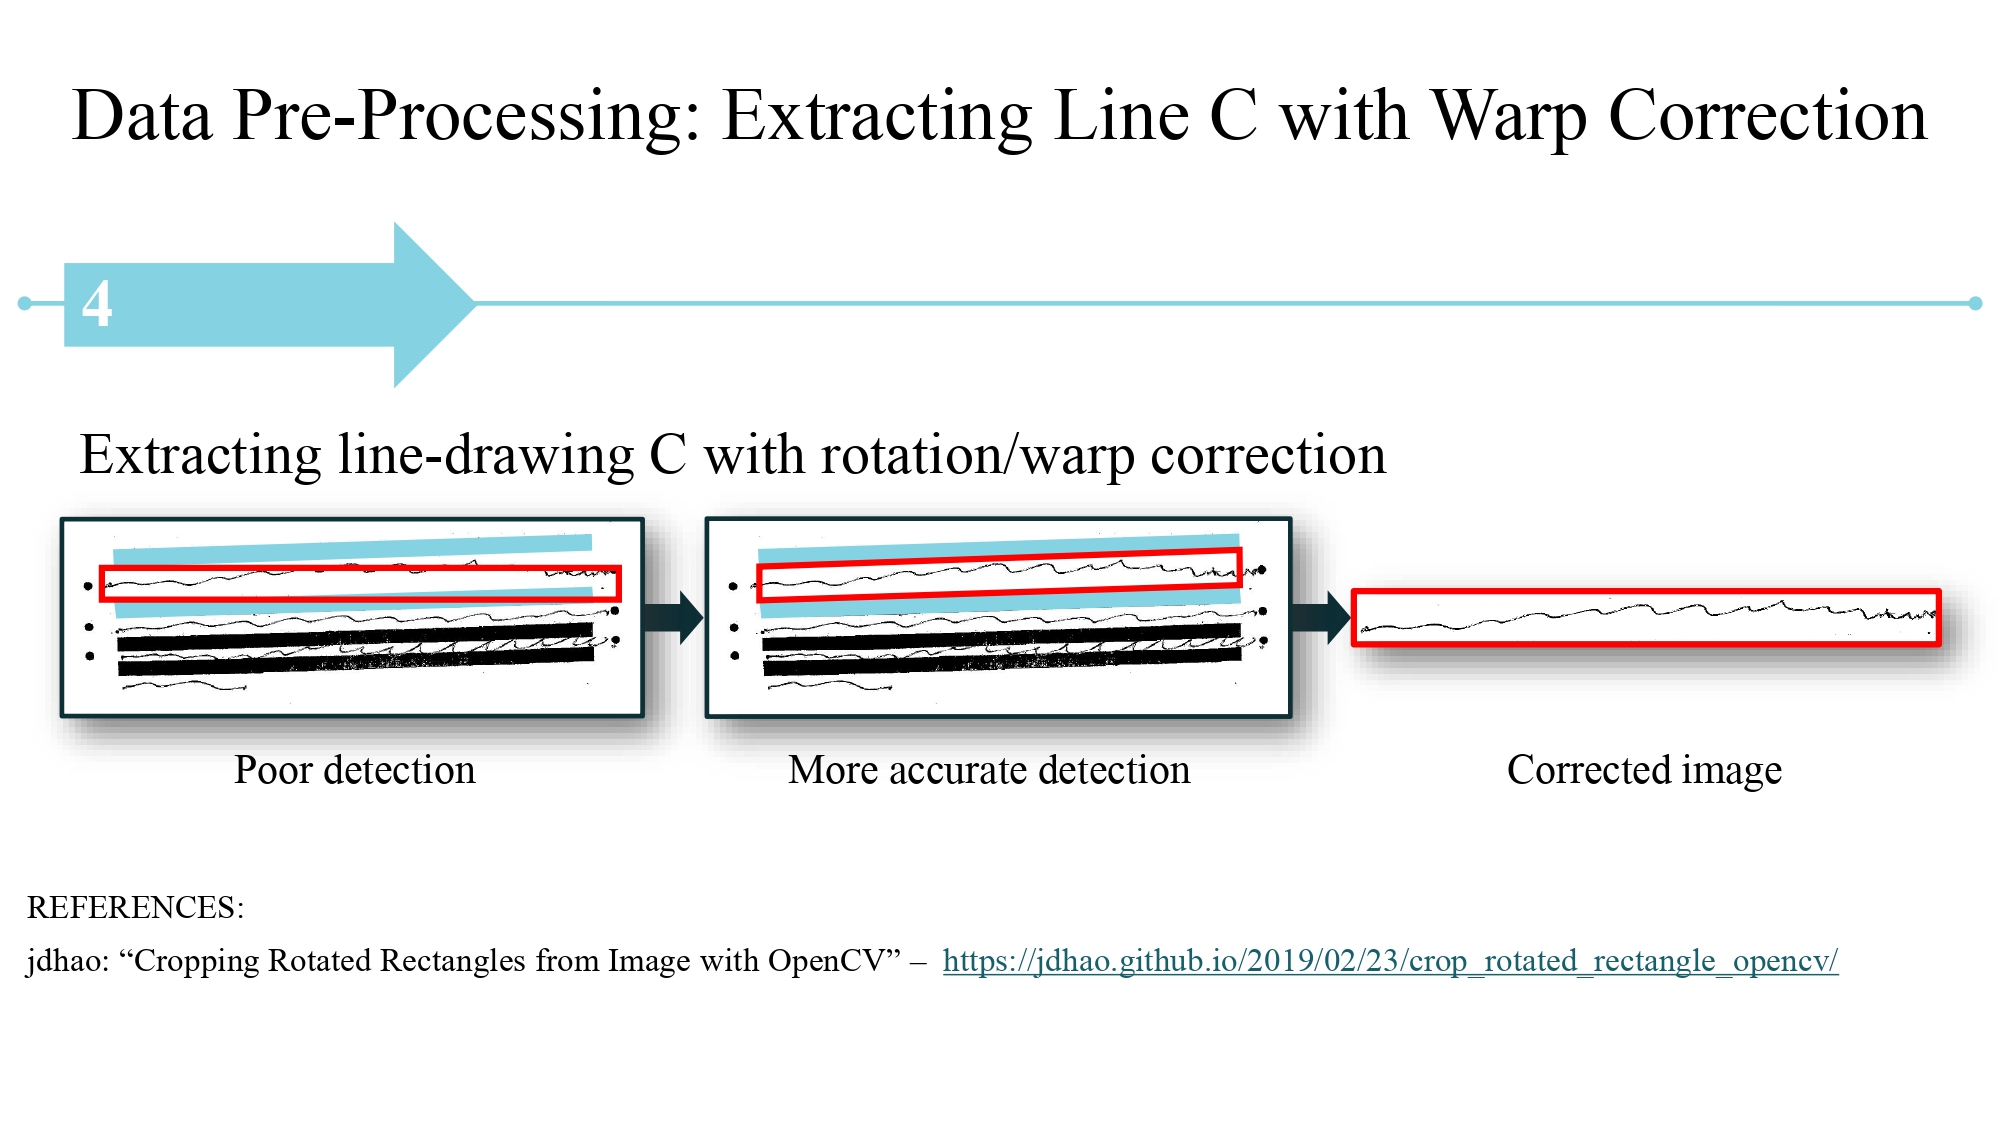 Data Pre-Processing: Extracting Line C with Warp Correction
4
Extracting line-drawing C with rotation/warp correction
Poor detection
More accurate detection
Corrected image
REFERENCES:
jdhao: “Cropping Rotated Rectangles from Image with OpenCV” – https://jdhao.github.io/2019/02/23/crop_rotated_rectangle_opencv/